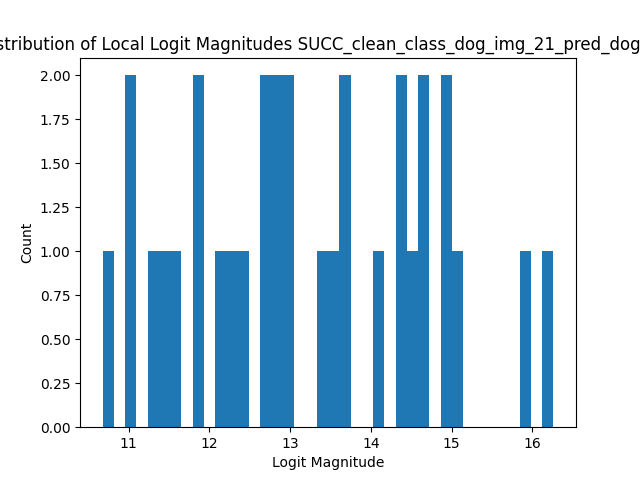 stribution of Local Logit Magnitudes SUCC_clean_class_dog_img_21_pred_dog
2.00
1.75
1.50
1.25
1.00
0.75
0.50
0.25
0.00
Count
11 12 13 14 15 16
Logit Magnitude